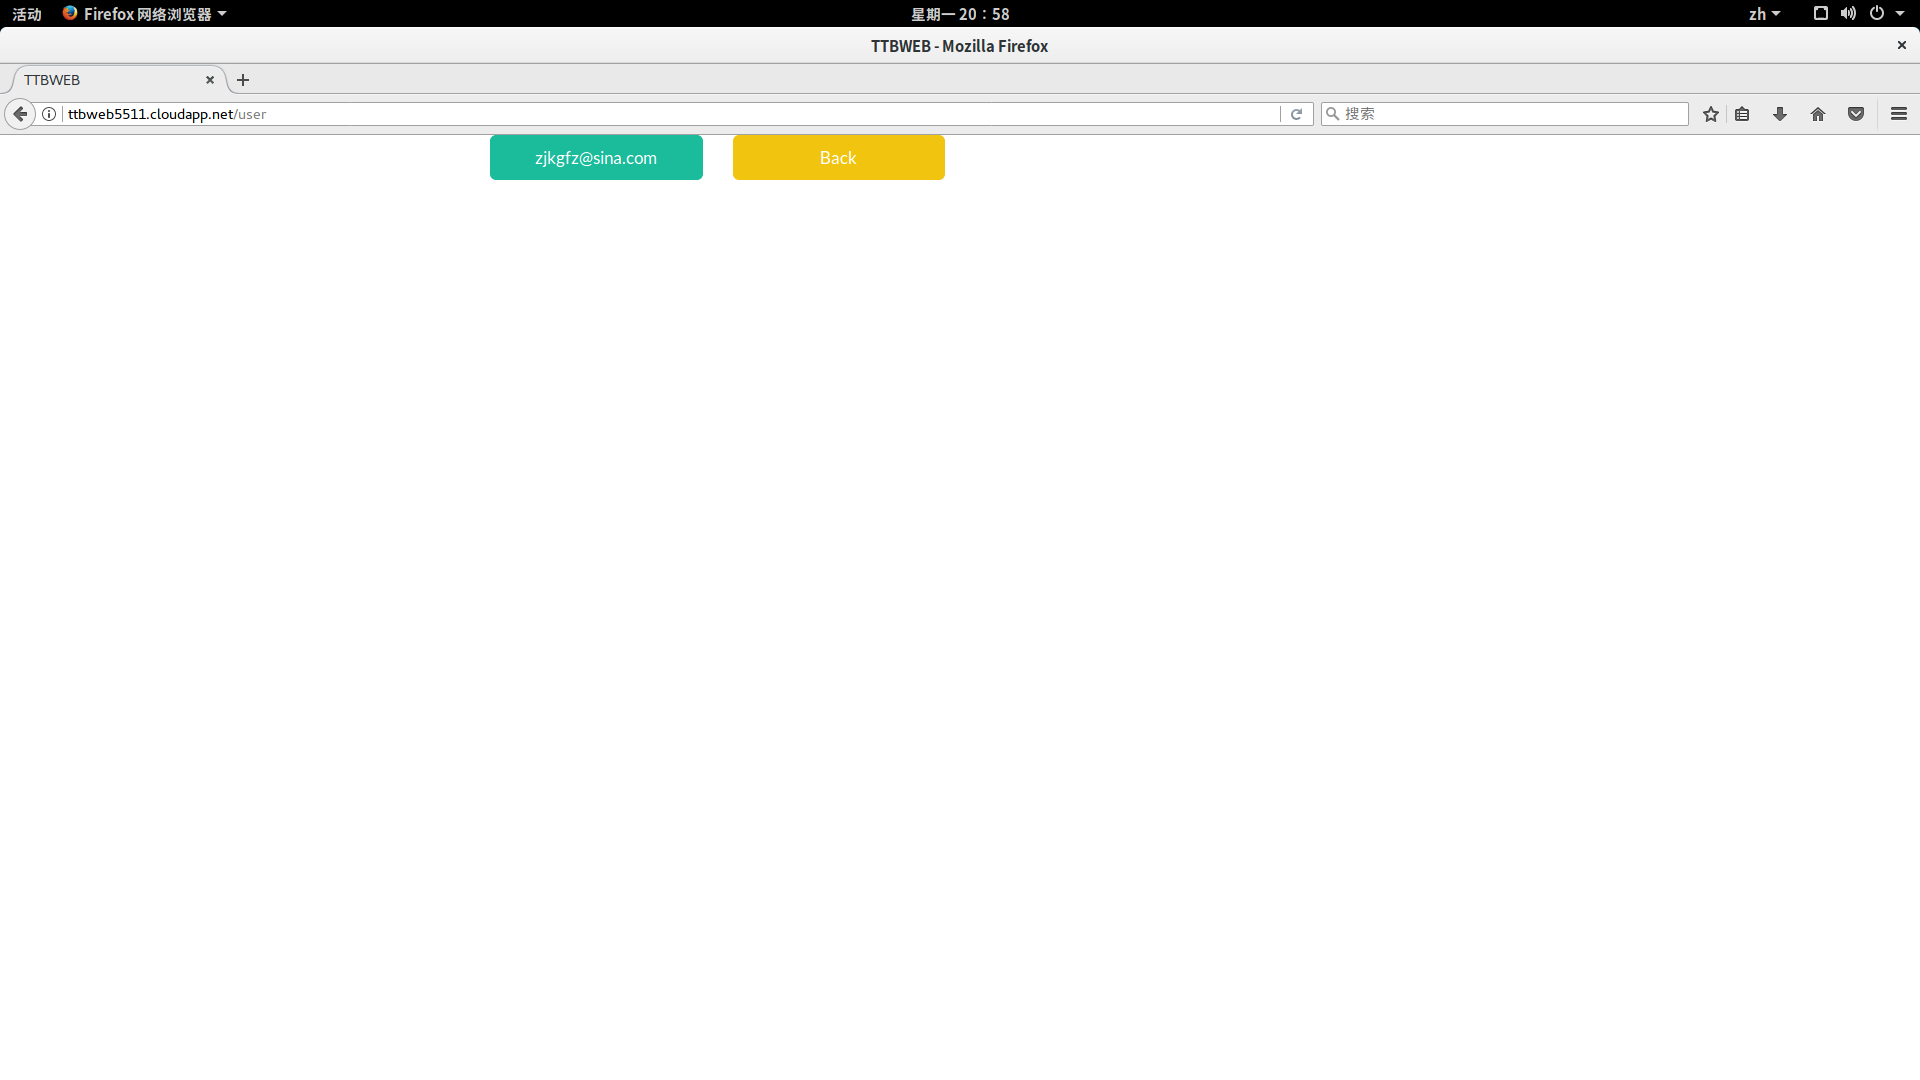 活动 Firefox 网络浏览器 星期一 20：58 zh
TTBWEB - Mozilla Firefox
TTBWEB
ttbweb5511.cloudapp.net/user 搜索
zjkgfz@sina.com Back